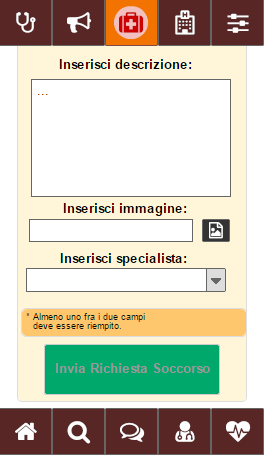 Inserisci descrizione:
...
Inserisci immagine:
Inserisci specialista:
* Almeno uno fra i due campi
deve essere riempito.
Invia Richiesta Soccorso